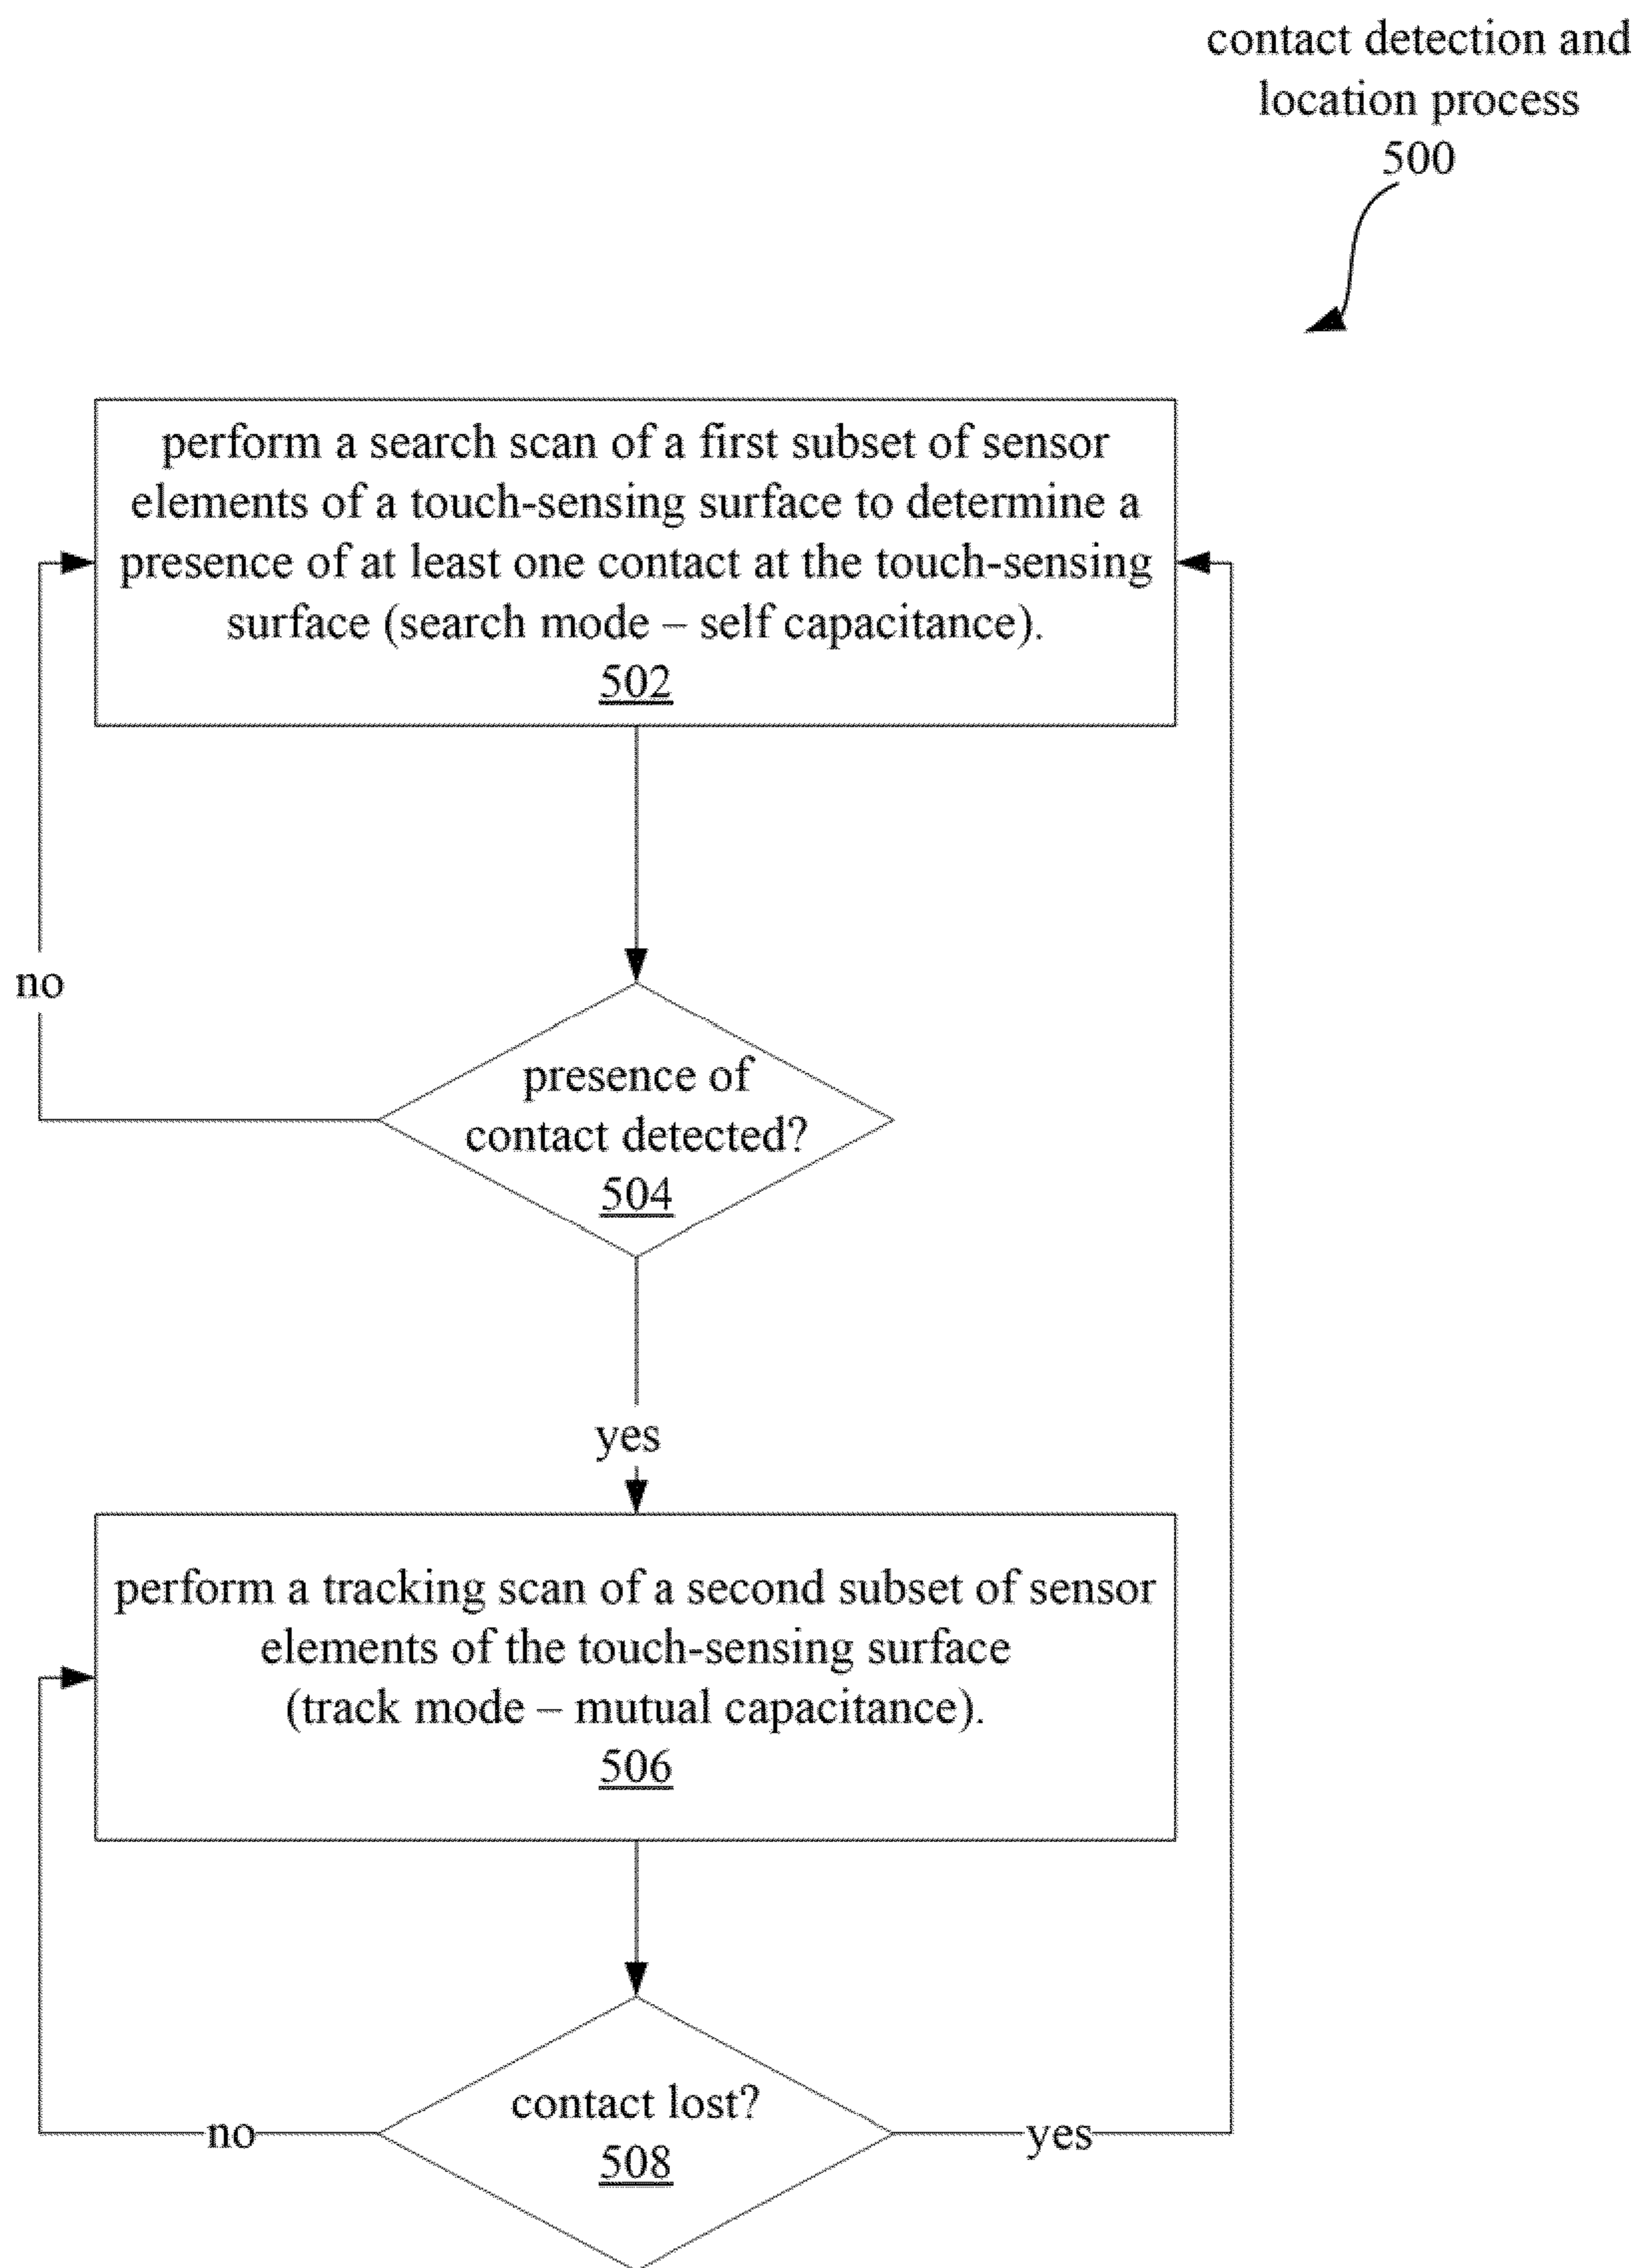 contact detection and
location process
500
perform a search scan of a first subset of sensor
elements of a touch-sensing surface to determine a
presence of at least one contact at the touch-sensing
surface (search mode – self capacitance).
502
no
presence of
contact detected?
504
yes
perform a tracking scan of a second subset of sensor
elements of the touch-sensing surface
(track mode – mutual capacitance).
506
contact lost?
no
yes
508